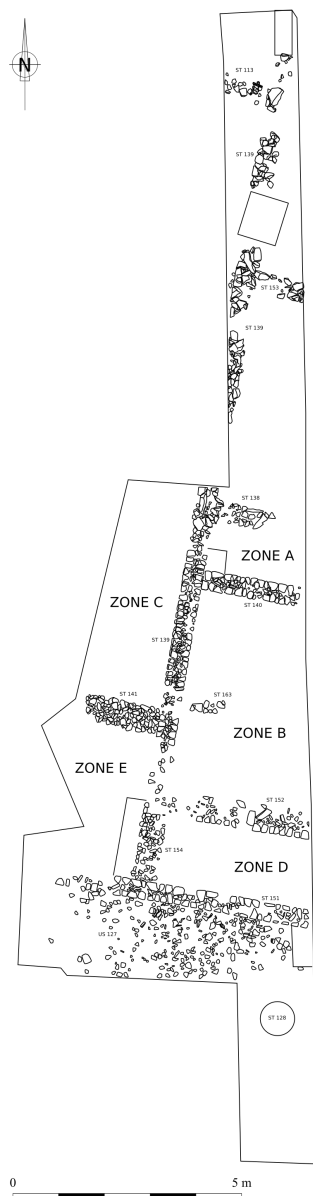 N
ST 113
ST 139
ST 153
ST 139
ST 138
ZONE A
ZONE C
ST 140
ST 139
ST 141
ST 163
ZONE B
ZONE E
ST 152
ST 154
ZONE D
ST 151
US 127
ST 128
0
5 m